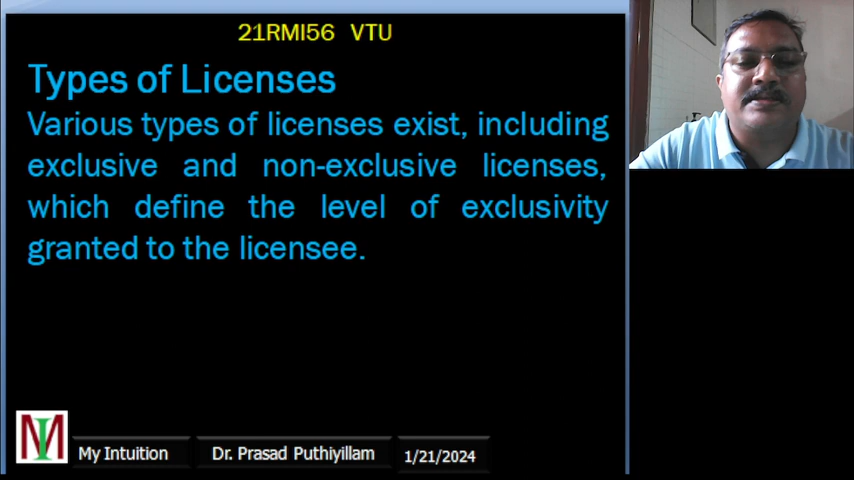 21RMI56 VTU
Types of Licenses
Various types of licenses exist, including
exclusive and non-exclusive licenses,
which define the level of exclusivity
granted to the licensee.
MI
My Intuition
Dr. Prasad Puthiyillam
1/21/2024